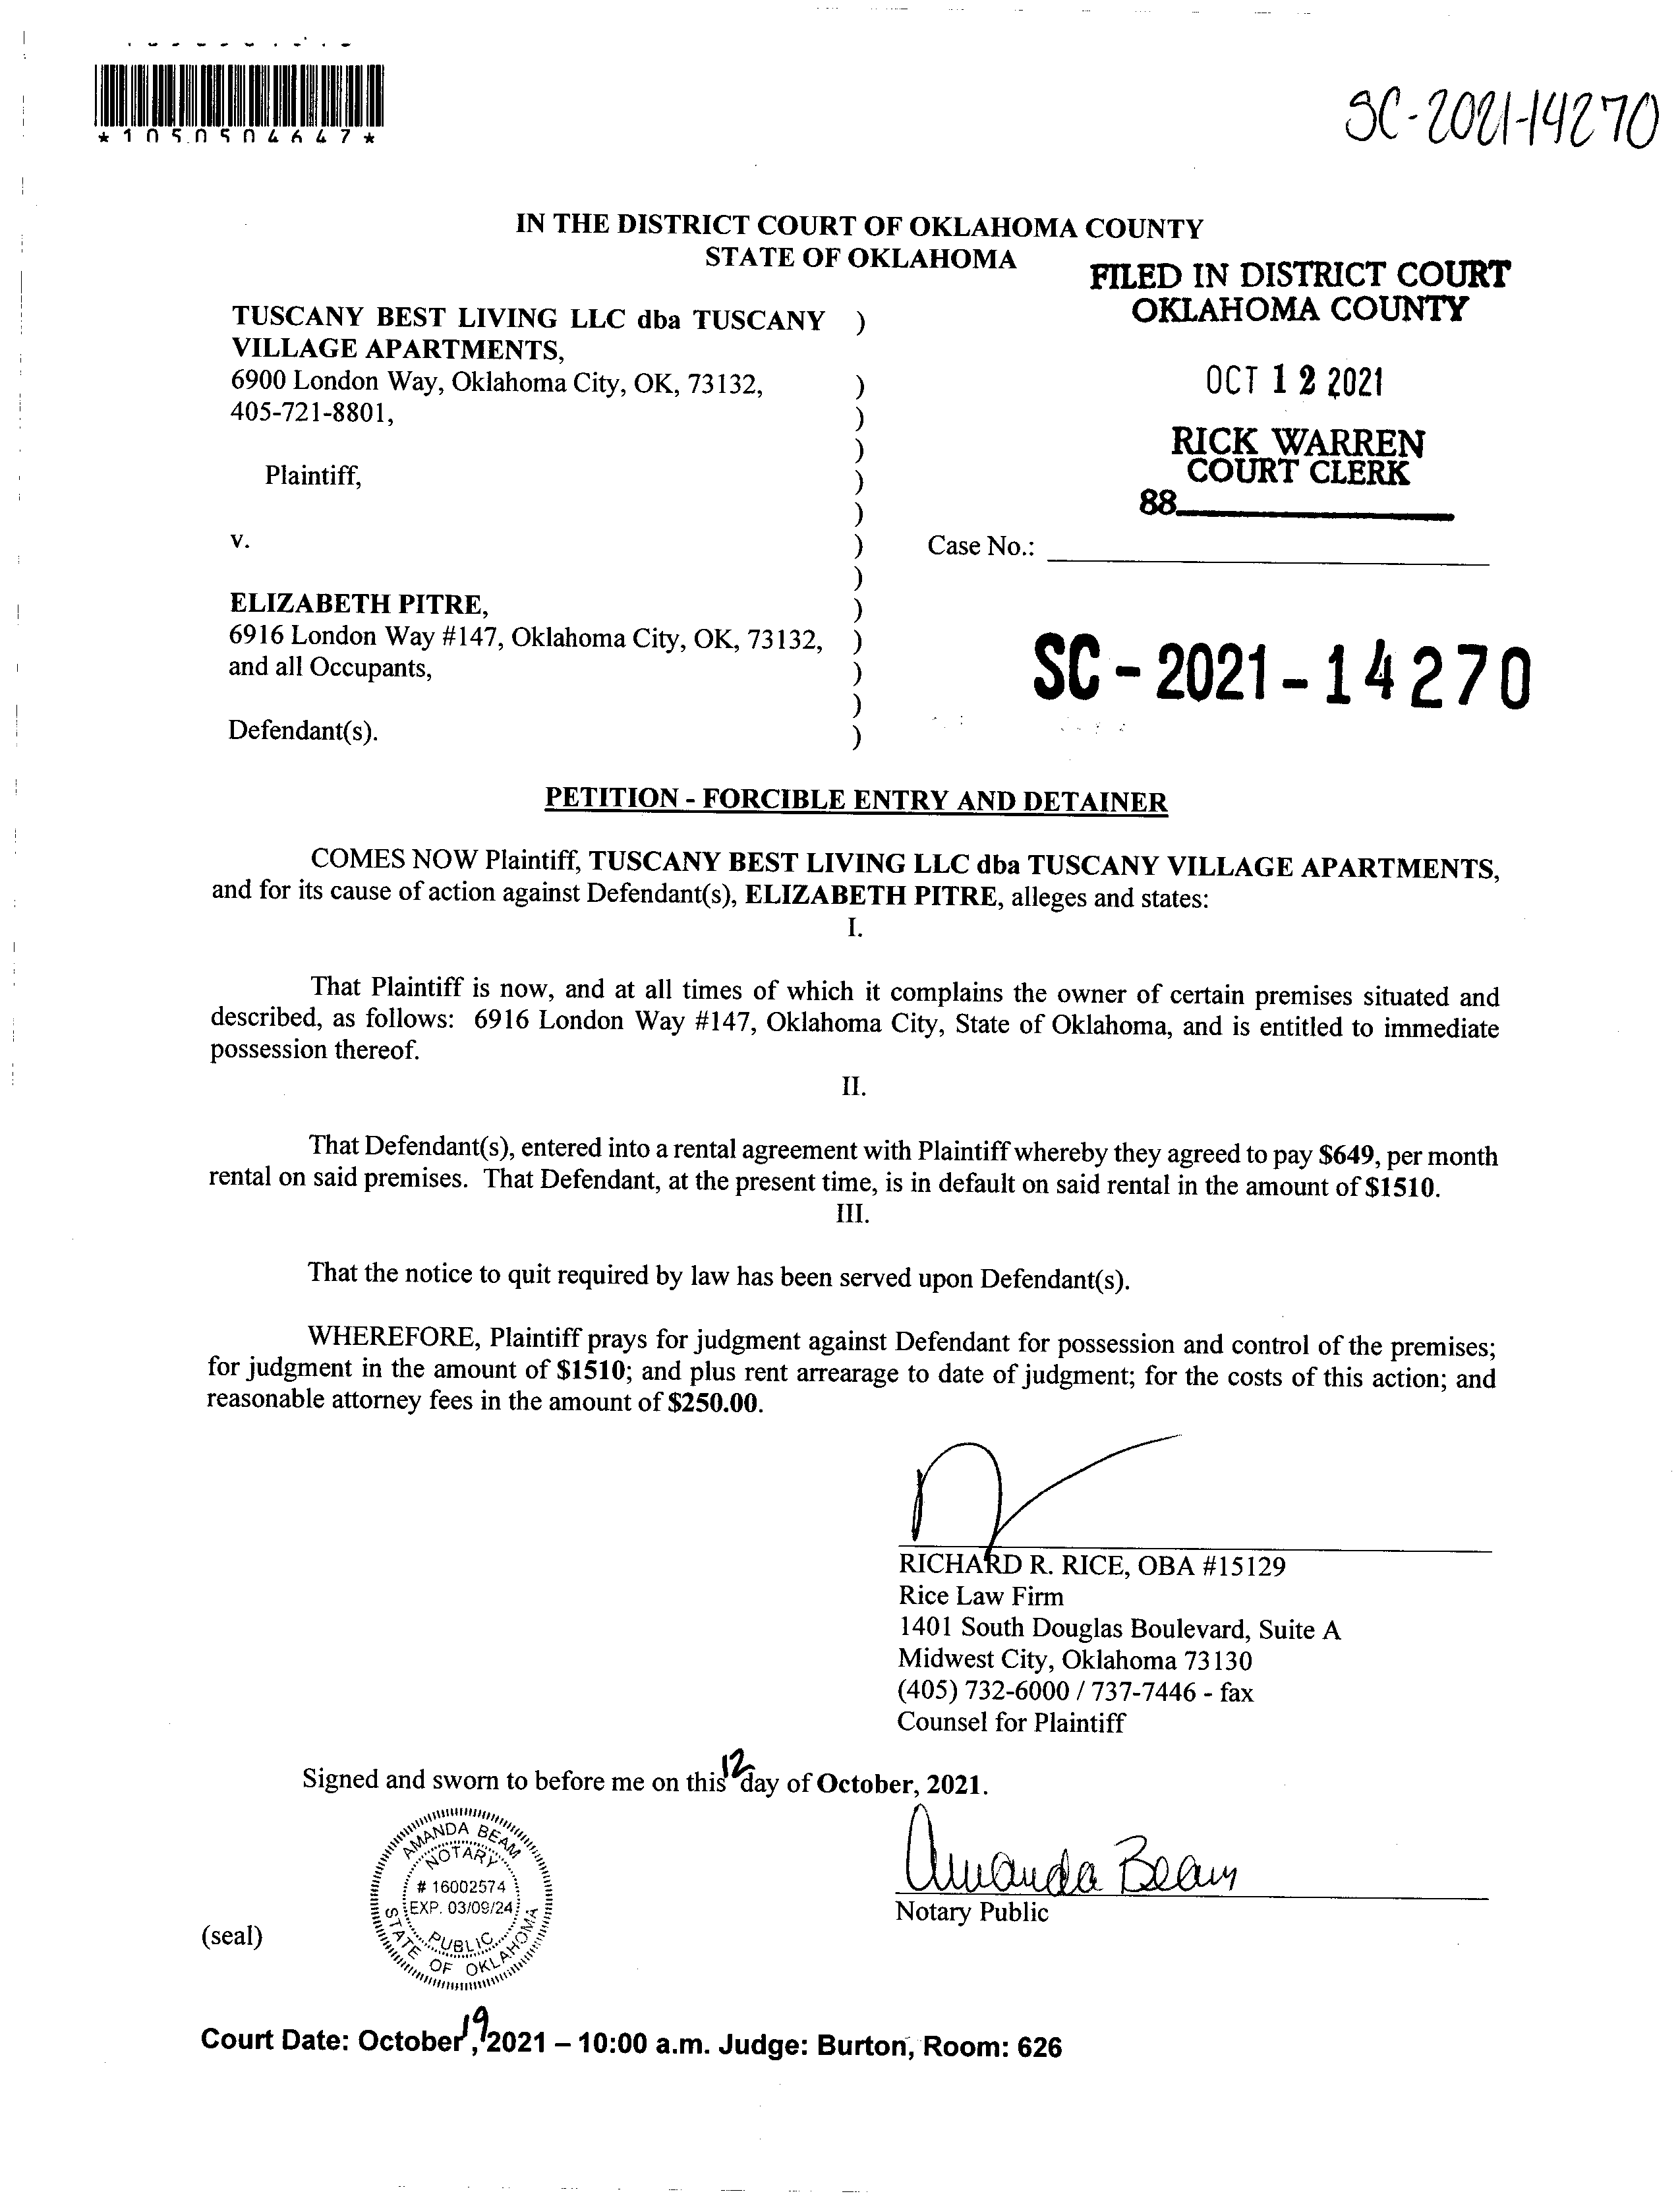 *1050504647*
SC-2021-14270
IN THE DISTRICT COURT OF OKLAHOMA COUNTY
STATE OF OKLAHOMA
FILED IN DISTRICT COURT
OKLAHOMA COUNTY
OCT 12 2021
RICK WARREN
COURT CLERK
88
TUSCANY BEST LIVING LLC dba TUSCANY )
VILLAGE APARTMENTS,
6900 London Way, Oklahoma City, OK, 73132, )
405-721-8801, )
)
Plaintiff, )
)
v. ) Case No.:
)
ELIZABETH PITRE, )
6916 London Way #147, Oklahoma City, OK, 73132, )
and all Occupants, )
)
Defendant(s). )
SC-2021-14270
PETITION - FORCIBLE ENTRY AND DETAINER
COMES NOW Plaintiff, TUSCANY BEST LIVING LLC dba TUSCANY VILLAGE APARTMENTS,
and for its cause of action against Defendant(s), ELIZABETH PITRE, alleges and states:
I.
That Plaintiff is now, and at all times of which it complains the owner of certain premises situated and
described, as follows: 6916 London Way #147, Oklahoma City, State of Oklahoma, and is entitled to immediate
possession thereof.
II.
That Defendant(s), entered into a rental agreement with Plaintiff whereby they agreed to pay $649, per month
rental on said premises. That Defendant, at the present time, is in default on said rental in the amount of $1510.
III.
That the notice to quit required by law has been served upon Defendant(s).
WHEREFORE, Plaintiff prays for judgment against Defendant for possession and control of the premises;
for judgment in the amount of $1510; and plus rent arrearage to date of judgment; for the costs of this action; and
reasonable attorney fees in the amount of $250.00.
RICHARD R. RICE, OBA #15129
Rice Law Firm
1401 South Douglas Boulevard, Suite A
Midwest City, Oklahoma 73130
(405) 732-6000 / 737-7446 - fax
Counsel for Plaintiff
Signed and sworn to before me on this 12 day of October, 2021.
Amanda Beam
Notary Public
AMANDA BEAM
NOTARY
# 16002574
EXP. 03/09/24
PUBLIC
STATE OF OKLAHOMA
(seal)
Court Date: October 19, 2021 – 10:00 a.m. Judge: Burton, Room: 626